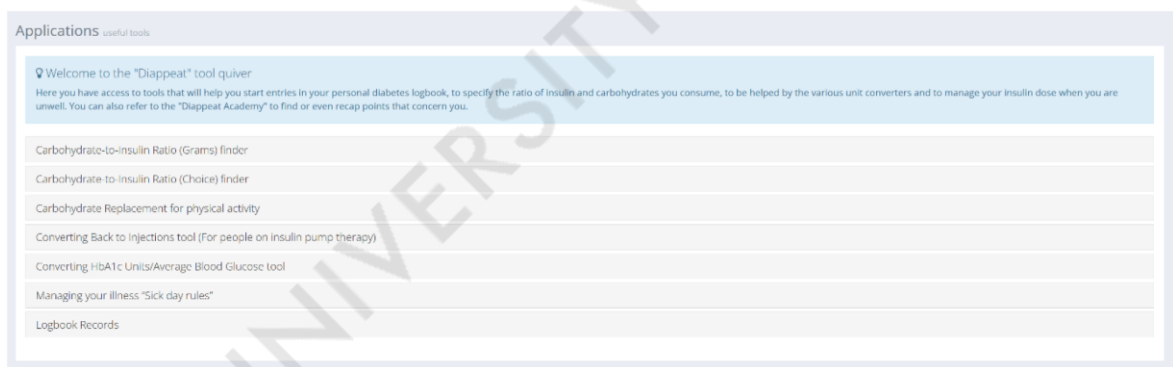 Applications useful tools
Welcome to the "Diappeat" tool quiver
Here you have access to tools that will help you start entries in your personal diabetes logbook, to specify the ratio of insulin and carbohydrates you consume, to be helped by the various unit converters and to manage your insulin dose when you are
unwell. You can also refer to the "Diappeat Academy" to find or even recap points that concern you.
Carbohydrate-to-Insulin Ratio (Grams) finder
Carbohydrate-to-Insulin Ratio (Choice) finder
Carbohydrate Replacement for physical activity
Converting Back to Injections tool (For people on insulin pump therapy)
Converting HbA1c Units/Average Blood Glucose tool
Managing your illness "Sick day rules"
Logbook Records
UNIVERSITY